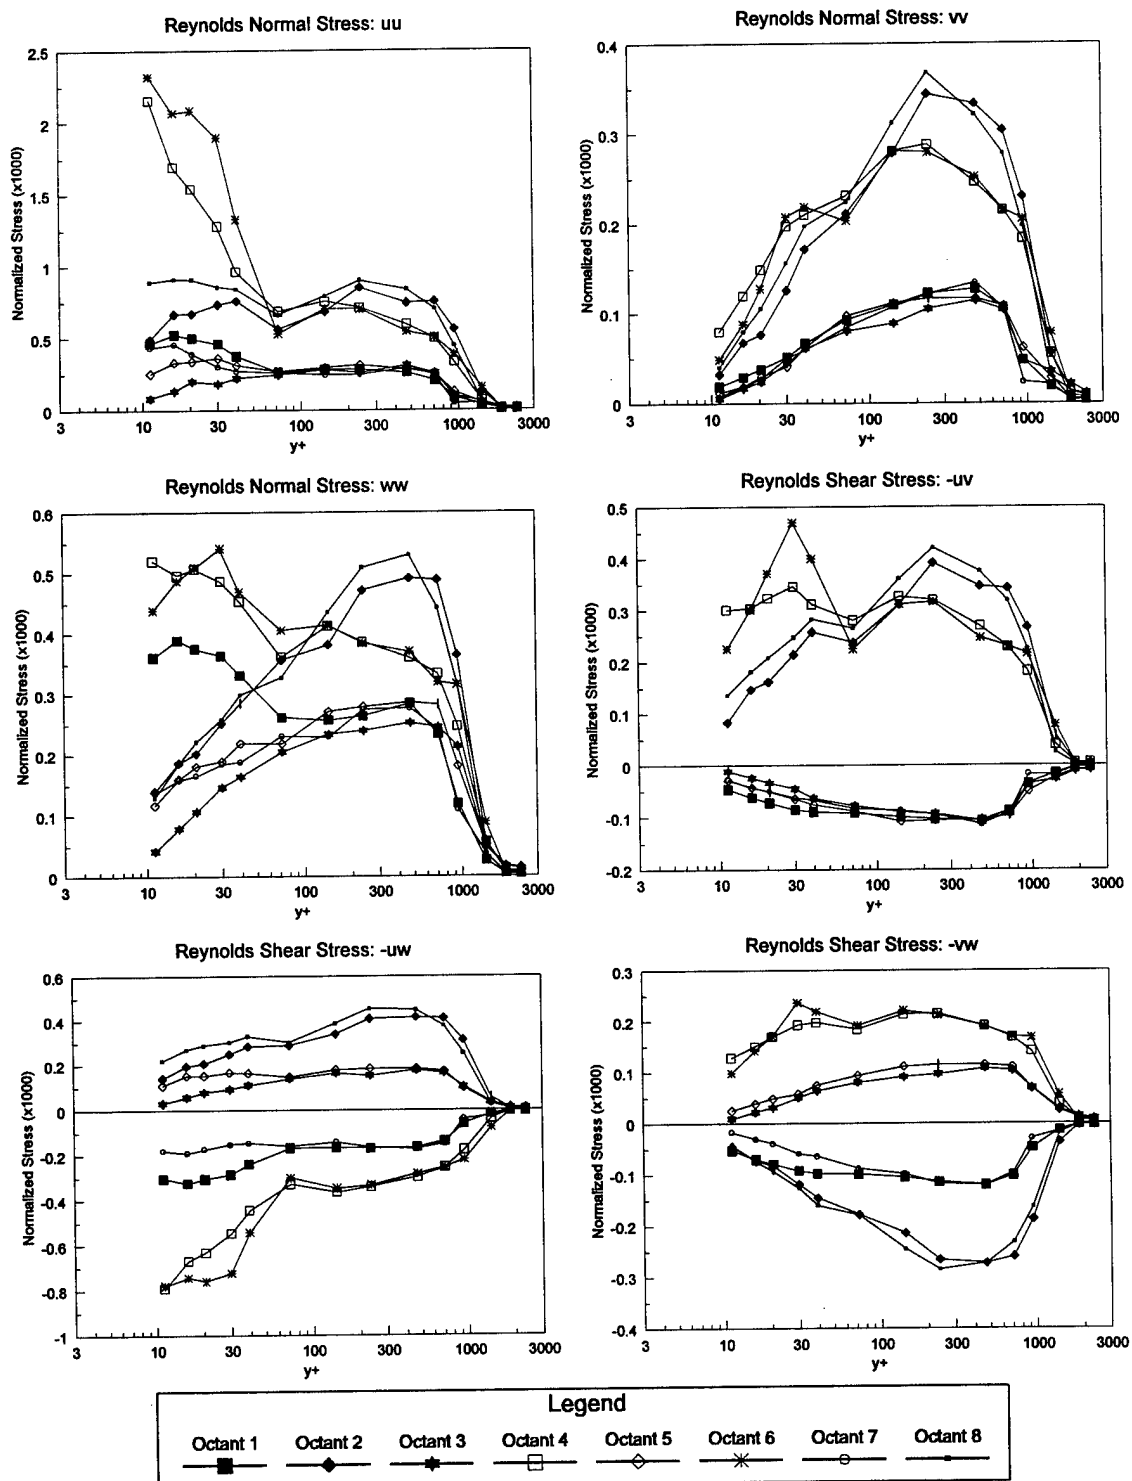 Reynolds Normal Stress: uu
Normalized Stress (x1000)
2.5
2
1.5
1
0.5
0
3 10 30 100 300 1000 3000
y+
Reynolds Normal Stress: vv
Normalized Stress (x1000)
0.4
0.3
0.2
0.1
0
3 10 30 100 300 1000 3000
y+
Reynolds Normal Stress: ww
Normalized Stress (x1000)
0.6
0.5
0.4
0.3
0.2
0.1
0
3 10 30 100 300 1000 3000
y+
Reynolds Shear Stress: -uv
Normalized Stress (x1000)
0.5
0.4
0.3
0.2
0.1
0
-0.1
-0.2
3 10 30 100 300 1000 3000
y+
Reynolds Shear Stress: -uw
Normalized Stress (x1000)
0.6
0.4
0.2
0
-0.2
-0.4
-0.6
-0.8
-1
3 10 30 100 300 1000 3000
y+
Reynolds Shear Stress: -vw
Normalized Stress (x1000)
0.3
0.2
0.1
0
-0.1
-0.2
-0.3
-0.4
3 10 30 100 300 1000 3000
y+
Legend
Octant 1 Octant 2 Octant 3 Octant 4 Octant 5 Octant 6 Octant 7 Octant 8